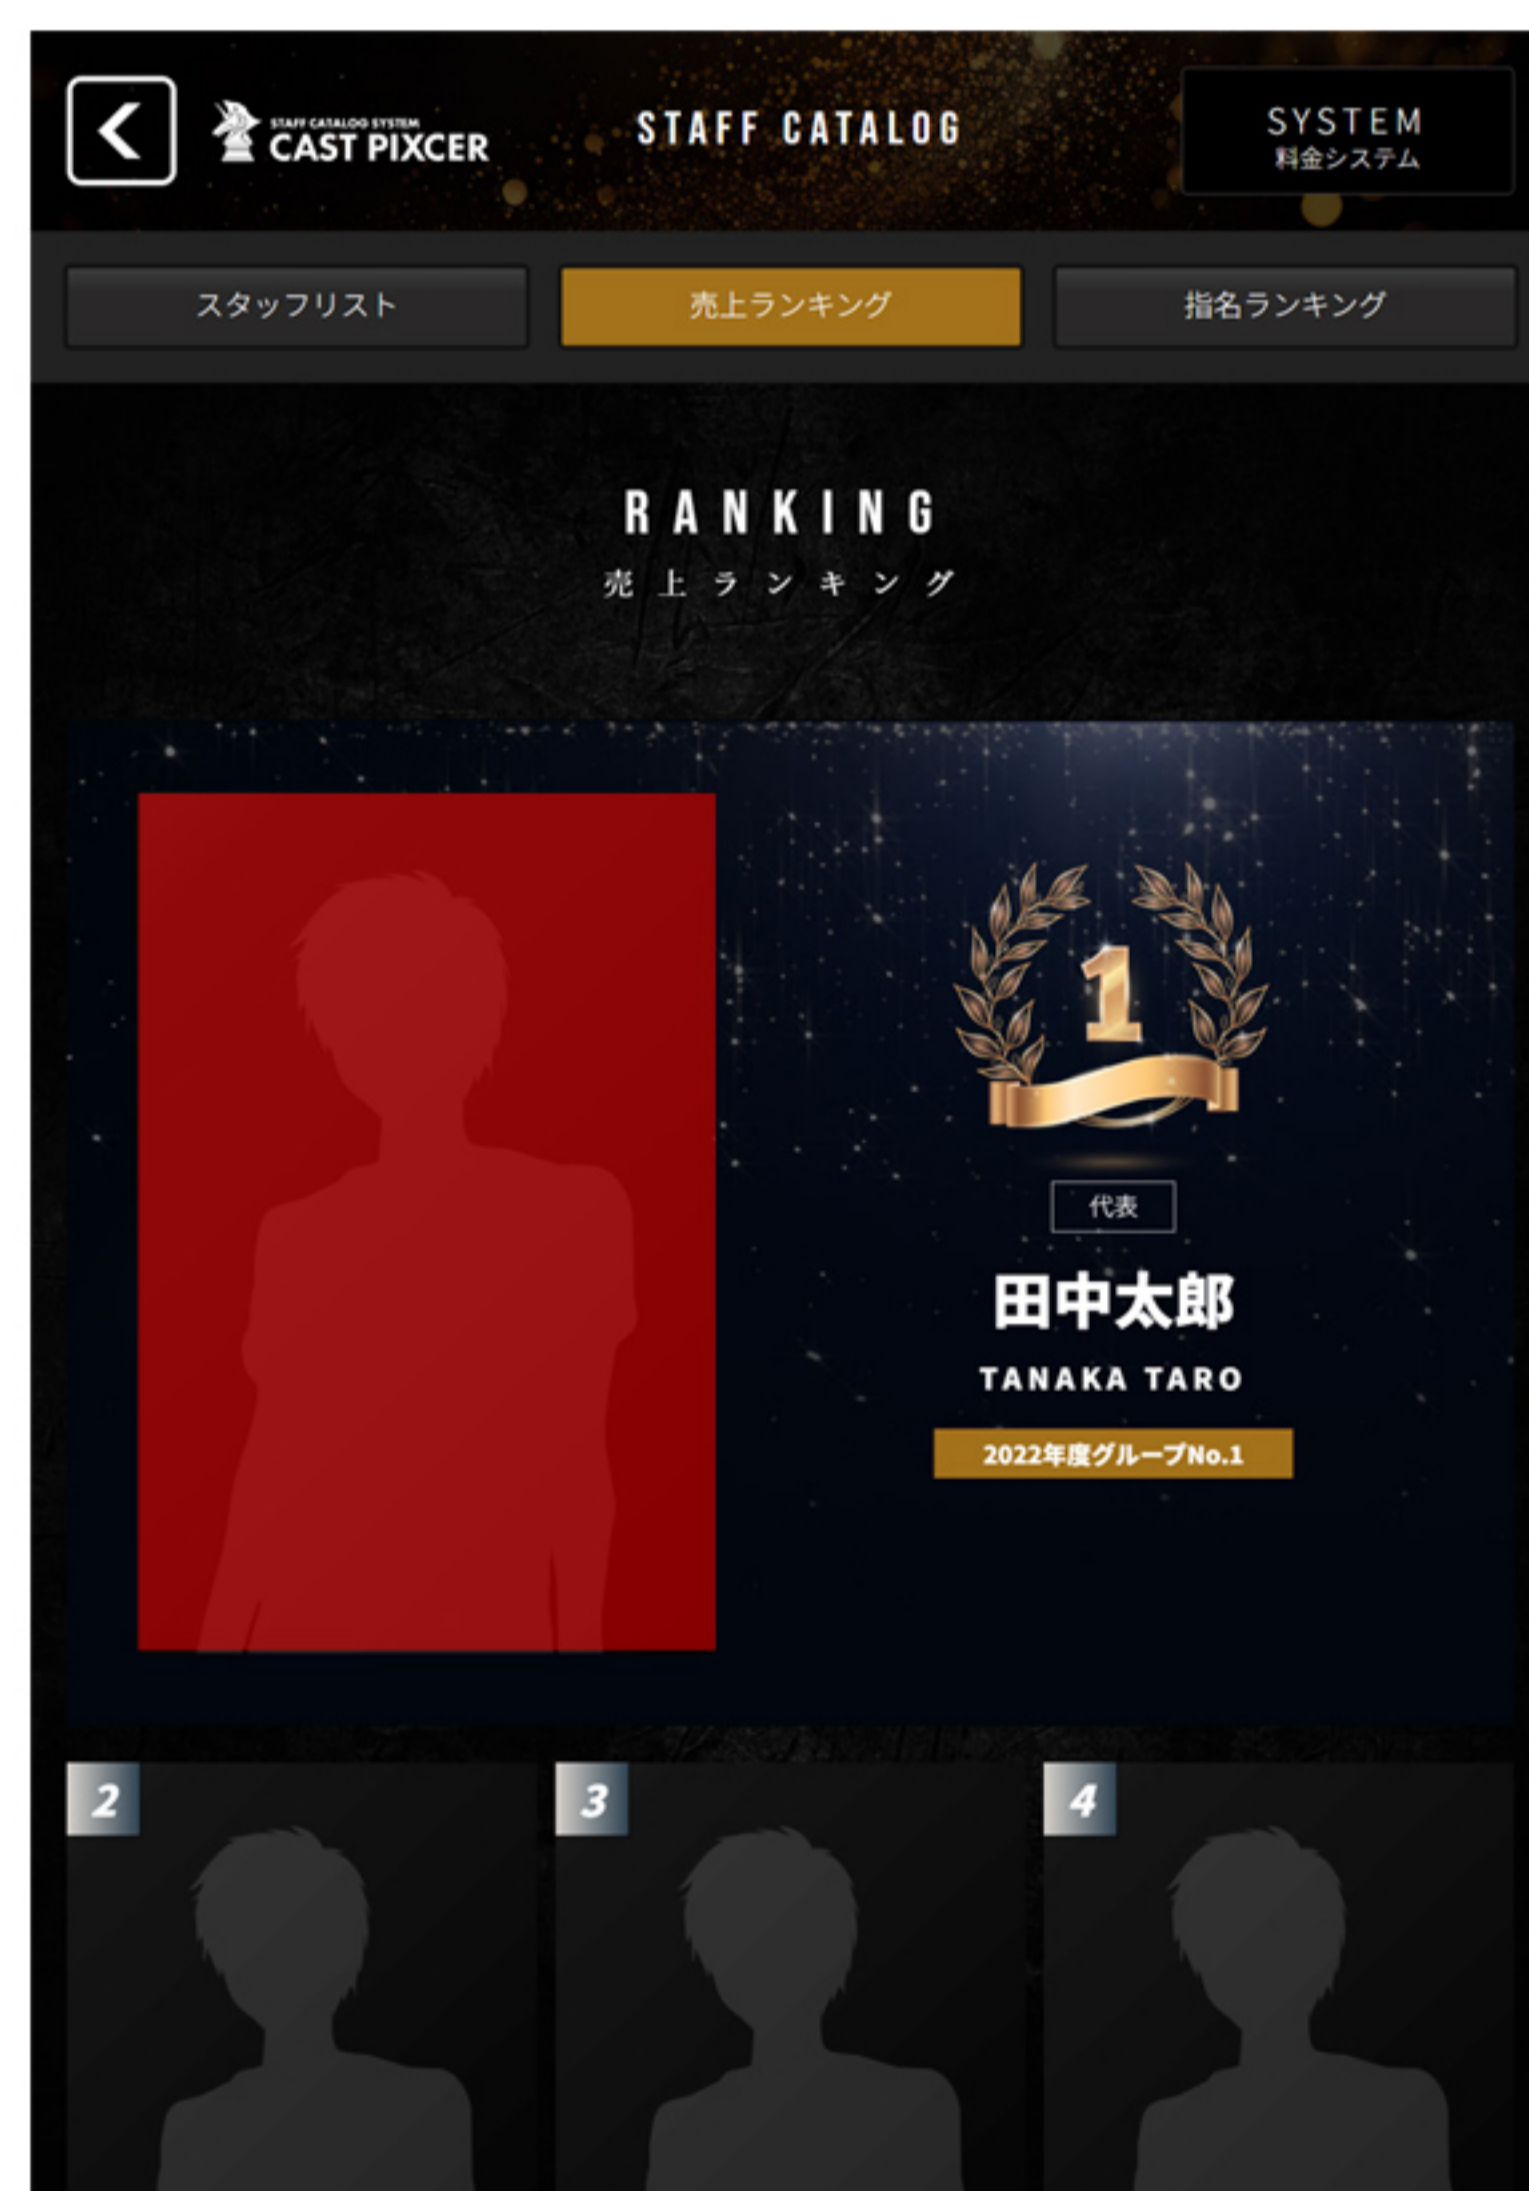 STAFF CATALOG SYSTEM
CAST PIXCER
STAFF CATALOG
SYSTEM
料金システム
スタッフリスト
売上ランキング
指名ランキング
RANKING
売上ランキング
1
代表
田中太郎
TANAKA TARO
2022年度グループNo.1
2
3
4